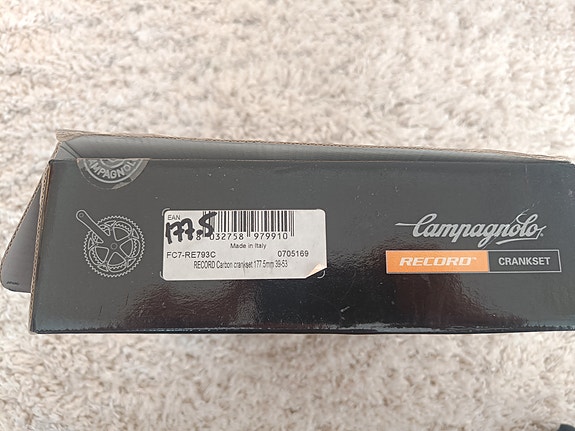 CAMPAGNOLO
EAN
177.5
8 032758 979910
Made in Italy
FC7-RE793C 0705169
RECORD Carbon crankset 177.5mm 39-53
Campagnolo
RECORD CRANKSET